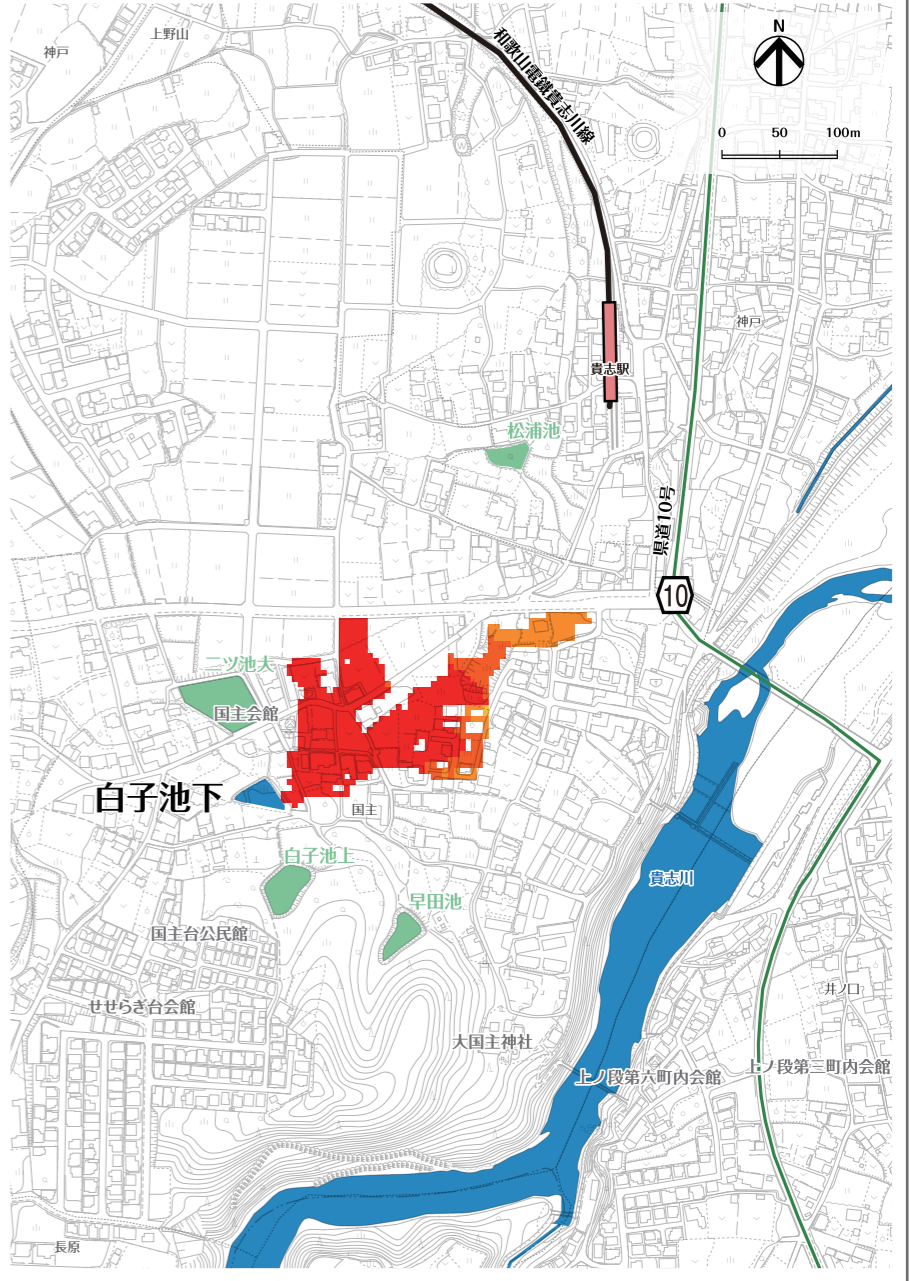 上野山
神戸
和歌山電鐵貴志川線
N
0 50 100m
神戸
貴志駅
松浦池
県道10号
10
二ツ池大
国主会館
白子池下
国主
白子池上
貴志川
早田池
国主台公民館
井ノ口
せせらぎ台会館
大国主神社
上ノ段第三町内会館
上ノ段第六町内会館
長原